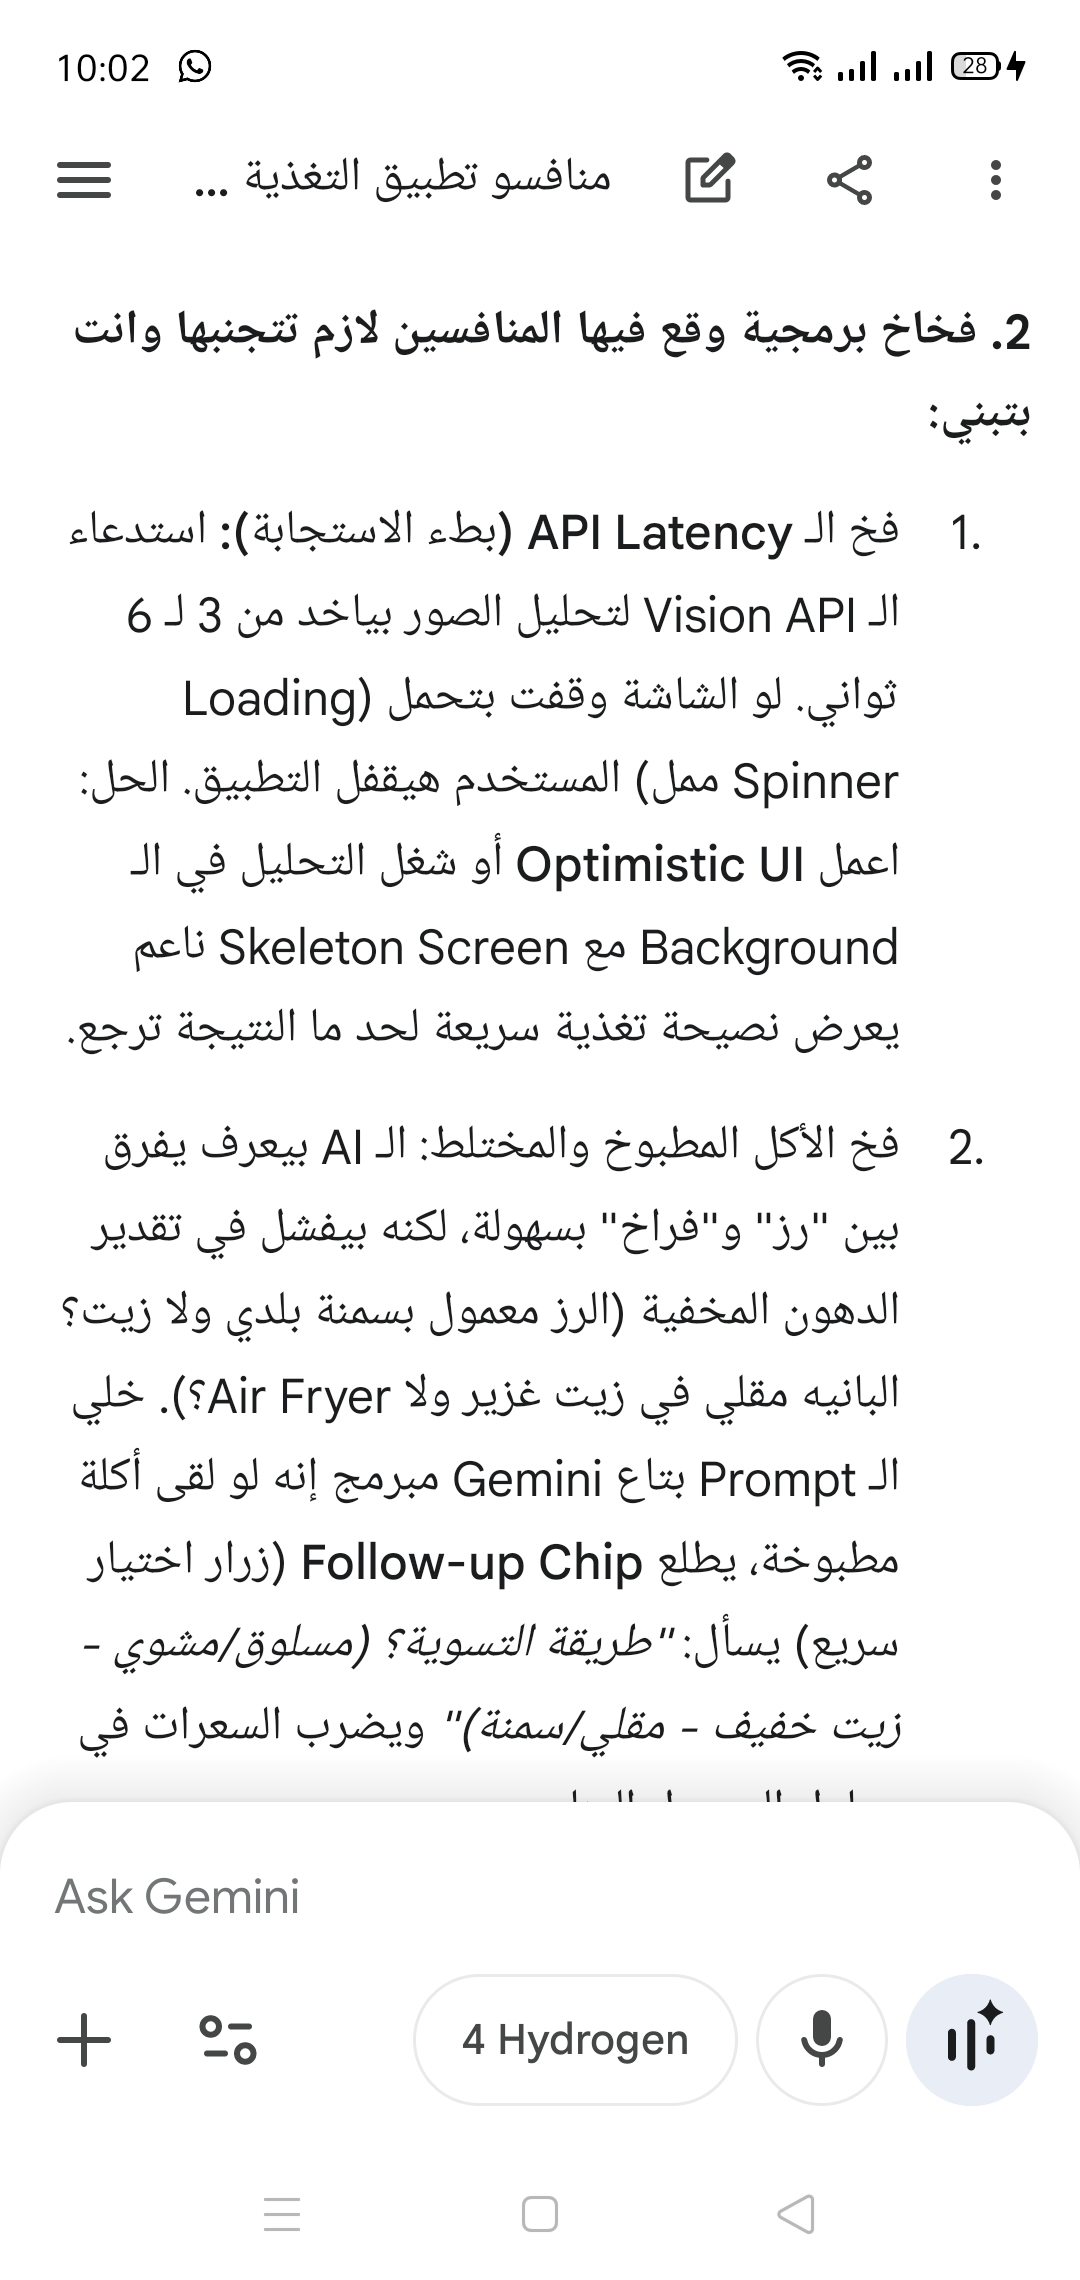 10:02
28
منافسو تطبيق التغذية ...
2. فخاخ برمجية وقع فيها المنافسين لازم تتجنبها وانت
بتبني:
1. فخ الـ API Latency (بطء الاستجابة): استدعاء
الـ Vision API لتحليل الصور بياخد من 3 لـ 6
ثواني. لو الشاشة وقفت بتحمل (Loading
Spinner ممل) المستخدم هيقفل التطبيق. الحل:
اعمل Optimistic UI أو شغل التحليل في الـ
Background مع Skeleton Screen ناعم
يعرض نصيحة تغذية سريعة لحد ما النتيجة ترجع.
2. فخ الأكل المطبوخ والمختلط: الـ AI بيعرف يفرق
بين "رز" و"فراخ" بسهولة، لكنه بيفشل في تقدير
الدهون المخفية (الرز معمول بسمنة بلدي ولا زيت؟
البانيه مقلي في زيت غزير ولا Air Fryer؟). خلي
الـ Prompt بتاع Gemini مبرمج إنه لو لقى أكلة
مطبوخة، يطلع Follow-up Chip (زرار اختيار
سريع) يسأل: "طريقة التسوية؟ (مسلوق/مشوي -
زيت خفيف - مقلي/سمنة)" ويضرب السعرات في
Ask Gemini
4 Hydrogen